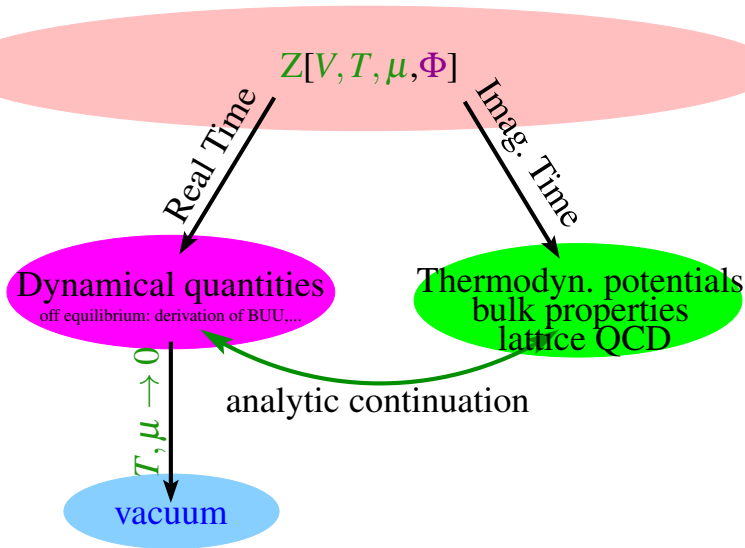 Z[V, T, μ, Φ]
Real Time
Imag. Time
Dynamical quantities
off equilibrium: derivation of BUU,...
Thermodyn. potentials
bulk properties
lattice QCD
analytic continuation
T, μ → 0
vacuum